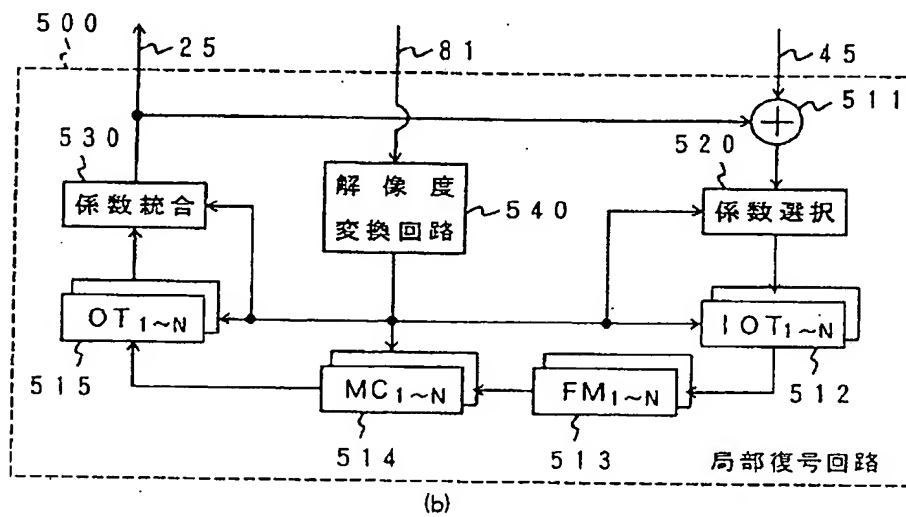 500
25
81
45
511
530
520
係数統合
解像度
変換回路
540
係数選択
OT1~N
IOT1~N
515
MC1~N
FM1~N
512
514
513
局部復号回路
(b)